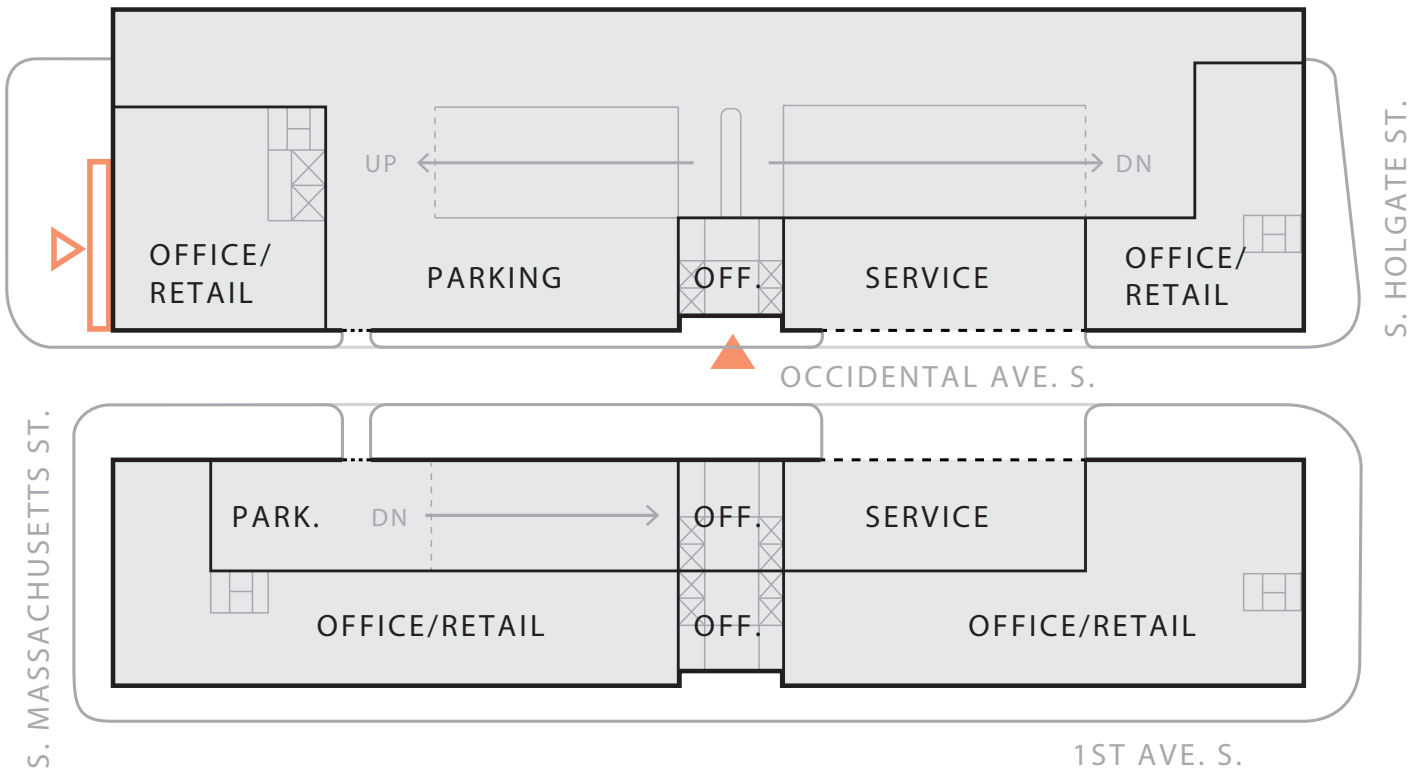 UP
DN
OFFICE/
RETAIL
PARKING
OFF.
SERVICE
OFFICE/
RETAIL
S. HOLGATE ST.
OCCIDENTAL AVE. S.
S. MASSACHUSETTS ST.
PARK.
DN
OFF.
SERVICE
OFFICE/RETAIL
OFF.
OFFICE/RETAIL
1ST AVE. S.